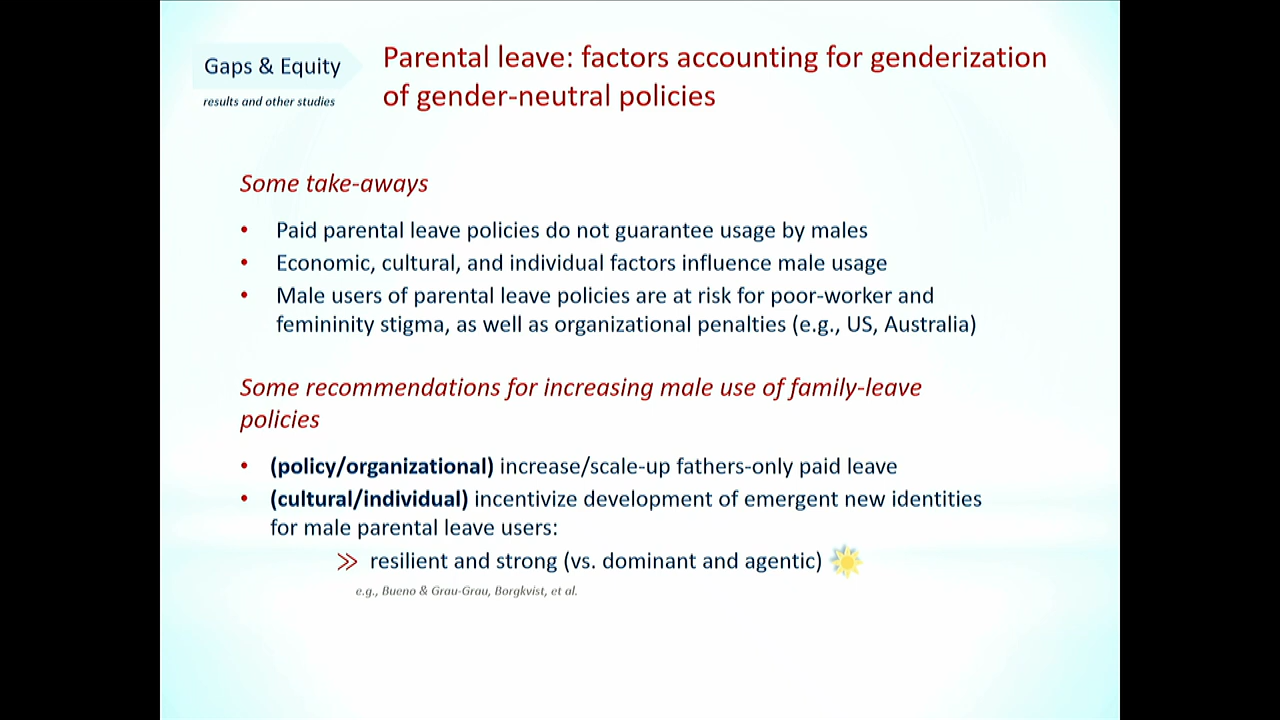 Gaps & Equity
results and other studies
Parental leave: factors accounting for genderization
of gender-neutral policies
Some take-aways
• Paid parental leave policies do not guarantee usage by males
• Economic, cultural, and individual factors influence male usage
• Male users of parental leave policies are at risk for poor-worker and
femininity stigma, as well as organizational penalties (e.g., US, Australia)
Some recommendations for increasing male use of family-leave
policies
• (policy/organizational) increase/scale-up fathers-only paid leave
• (cultural/individual) incentivize development of emergent new identities
for male parental leave users:
>> resilient and strong (vs. dominant and agentic)
e.g., Bueno & Grau-Grau, Borgkvist, et al.